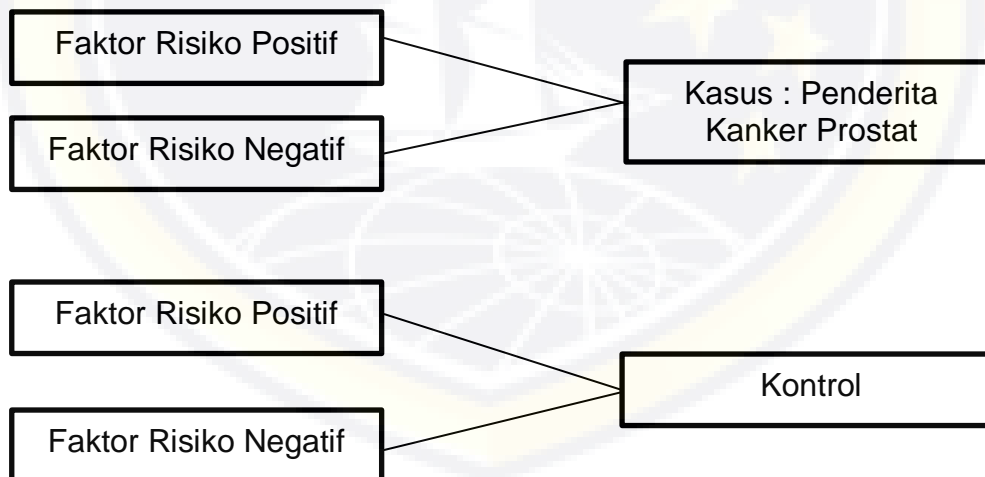 Faktor Risiko Positif
Faktor Risiko Negatif
Kasus : Penderita
Kanker Prostat
Faktor Risiko Positif
Faktor Risiko Negatif
Kontrol